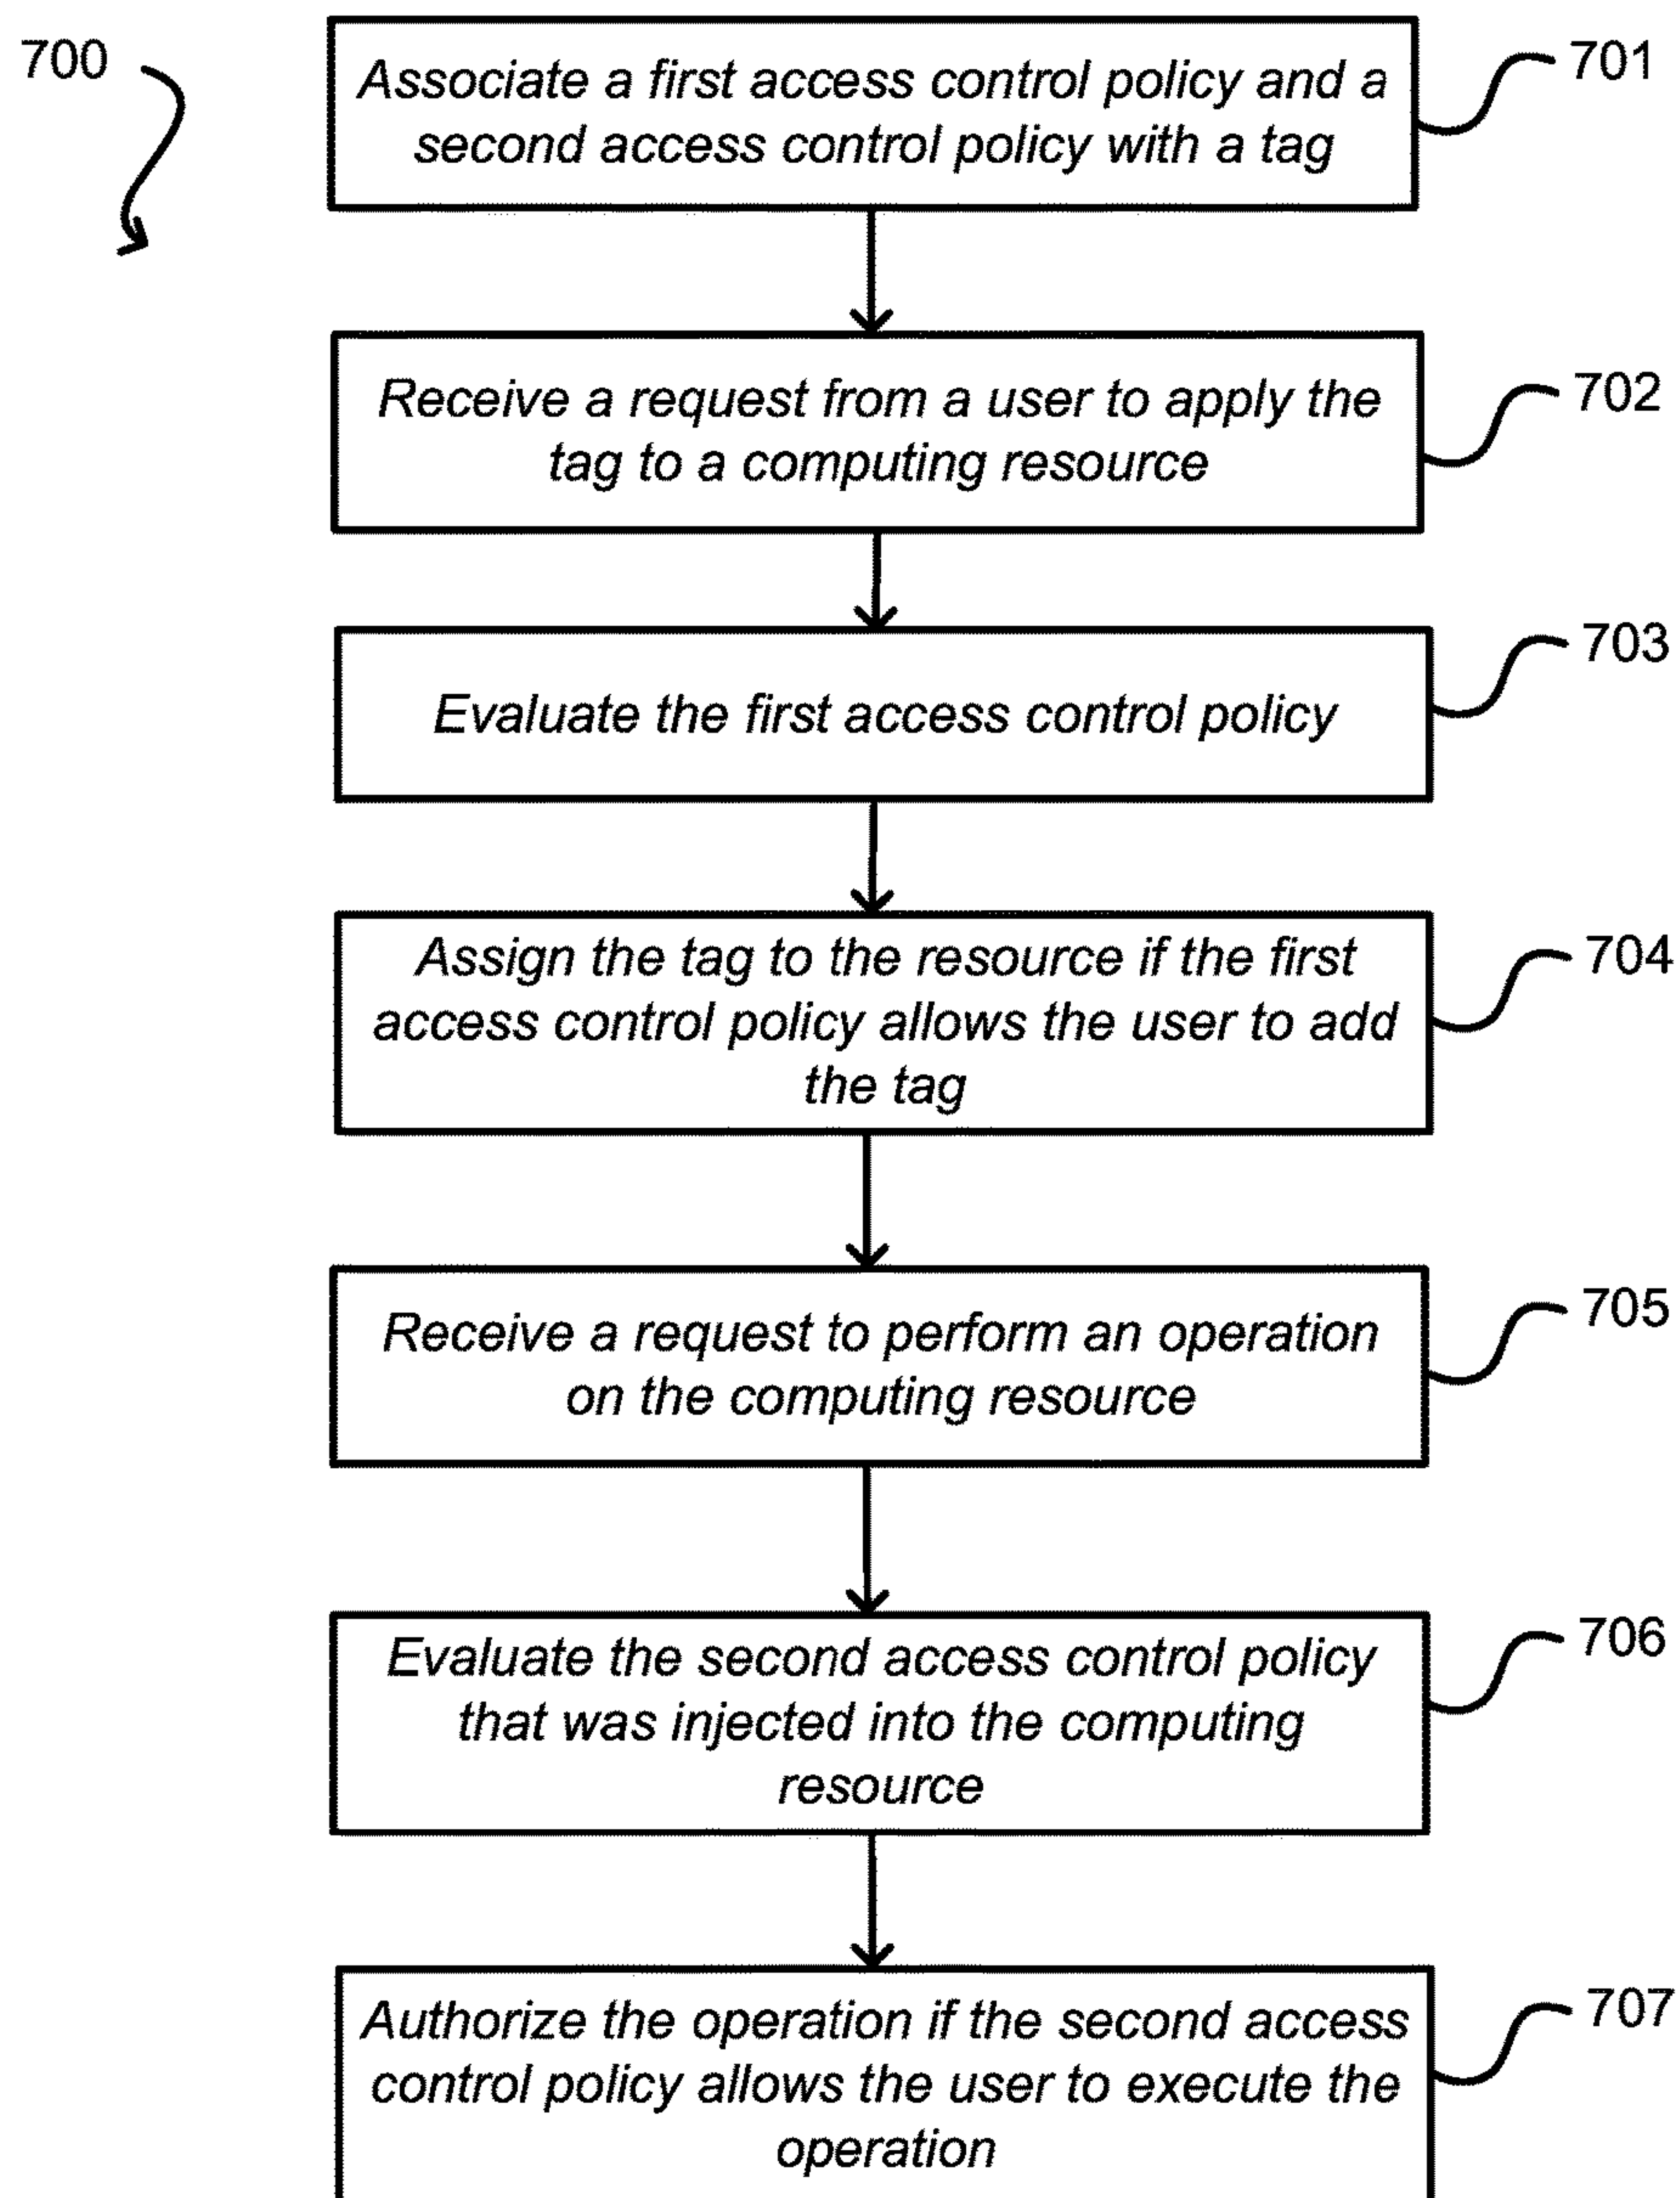 700
Associate a first access control policy and a
second access control policy with a tag
701
Receive a request from a user to apply the
tag to a computing resource
702
Evaluate the first access control policy
703
Assign the tag to the resource if the first
access control policy allows the user to add
the tag
704
Receive a request to perform an operation
on the computing resource
705
Evaluate the second access control policy
that was injected into the computing
resource
706
Authorize the operation if the second access
control policy allows the user to execute the
operation
707